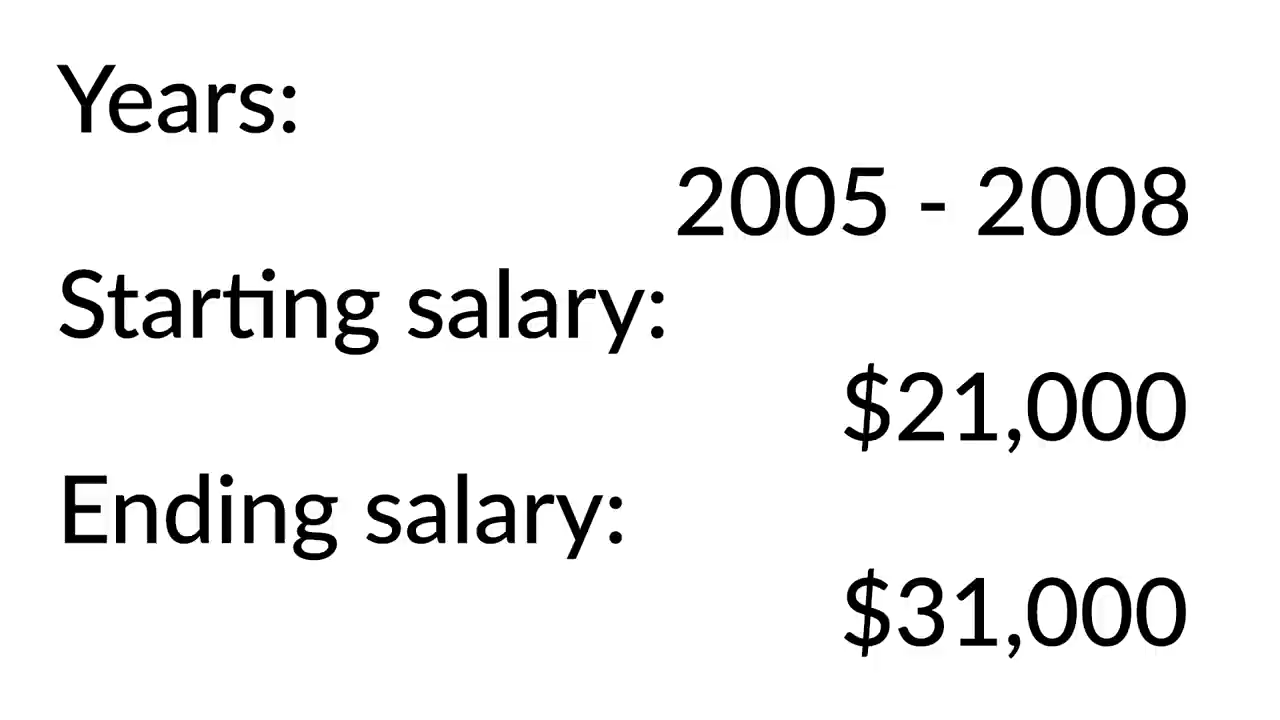 Years:
2005 - 2008
Starting salary:
$21,000
Ending salary:
$31,000